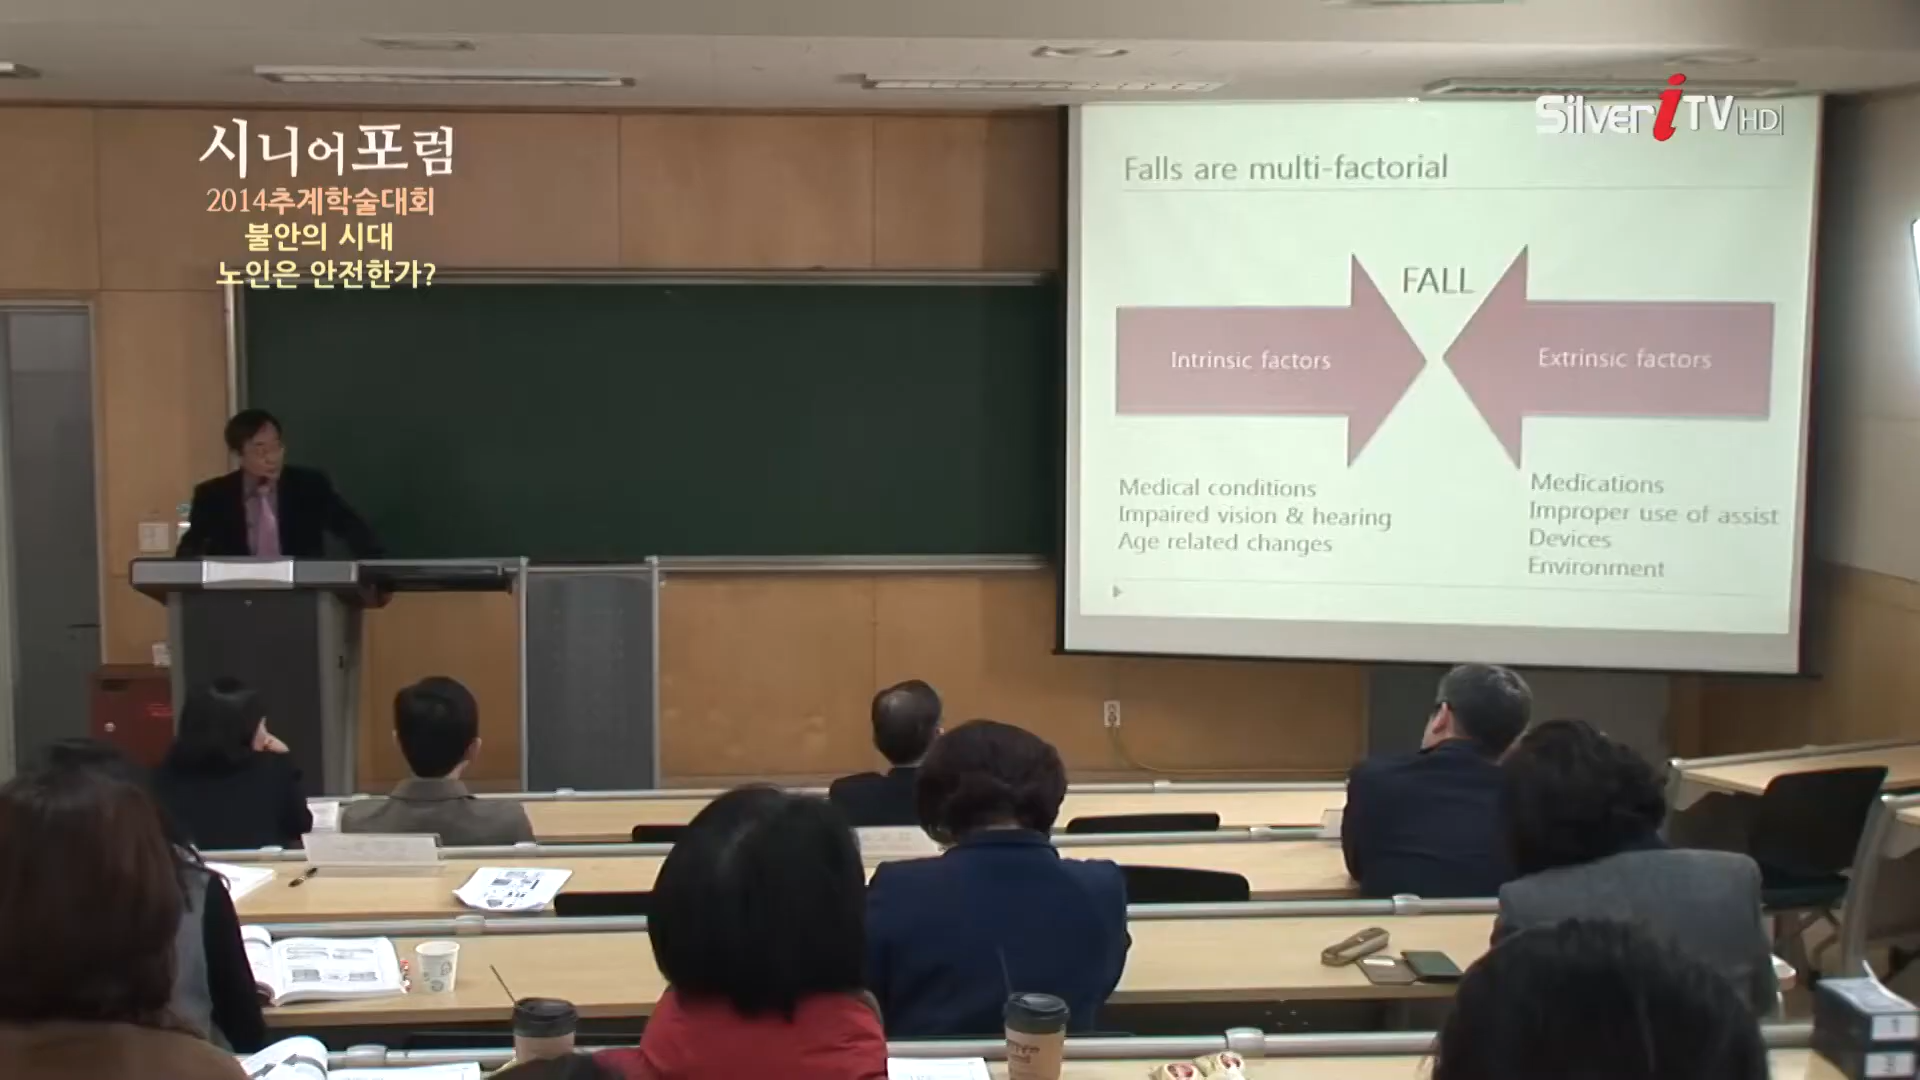 시니어포럼
2014추계학술대회
불안의 시대
노인은 안전한가?
Silver i TV HD
Falls are multi-factorial
FALL
Intrinsic factors
Extrinsic factors
Medical conditions
Impaired vision & hearing
Age related changes
Medications
Improper use of assist
Devices
Environment